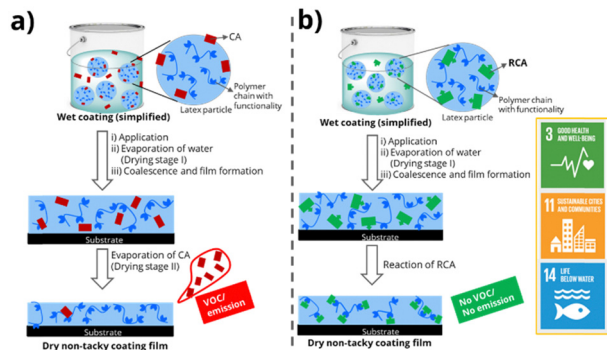 a)
CA
Polymer
chain with
functionality
Latex particle
Wet coating (simplified)
i) Application
ii) Evaporation of water
(Drying stage I)
iii) Coalescence and film formation
Substrate
Evaporation of CA
(Drying stage II)
VOC/
emission
Substrate
Dry non-tacky coating film
b)
RCA
Polymer chain with
functionality
Latex particle
Wet coating (simplified)
i) Application
ii) Evaporation of water
(Drying stage I)
iii) Coalescence and film formation
Substrate
Reaction of RCA
No VOC/
No emission
Substrate
Dry non-tacky coating film
3 GOOD HEALTH
AND WELL-BEING
11 SUSTAINABLE CITIES
AND COMMUNITIES
14 LIFE
BELOW WATER